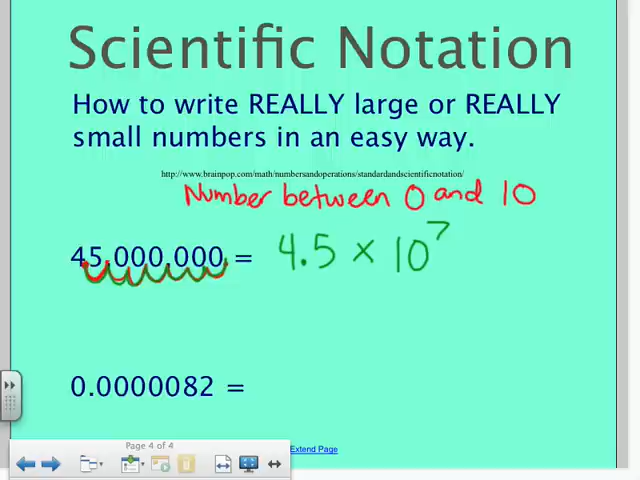 Scientific Notation
How to write REALLY large or REALLY
small numbers in an easy way.
http://www.brainpop.com/math/numbersandoperations/standardandscientificnotation/
Number between 0 and 10
45,000,000 = 4.5 × 10⁷
0.0000082 =
Page 4 of 4
Extend Page